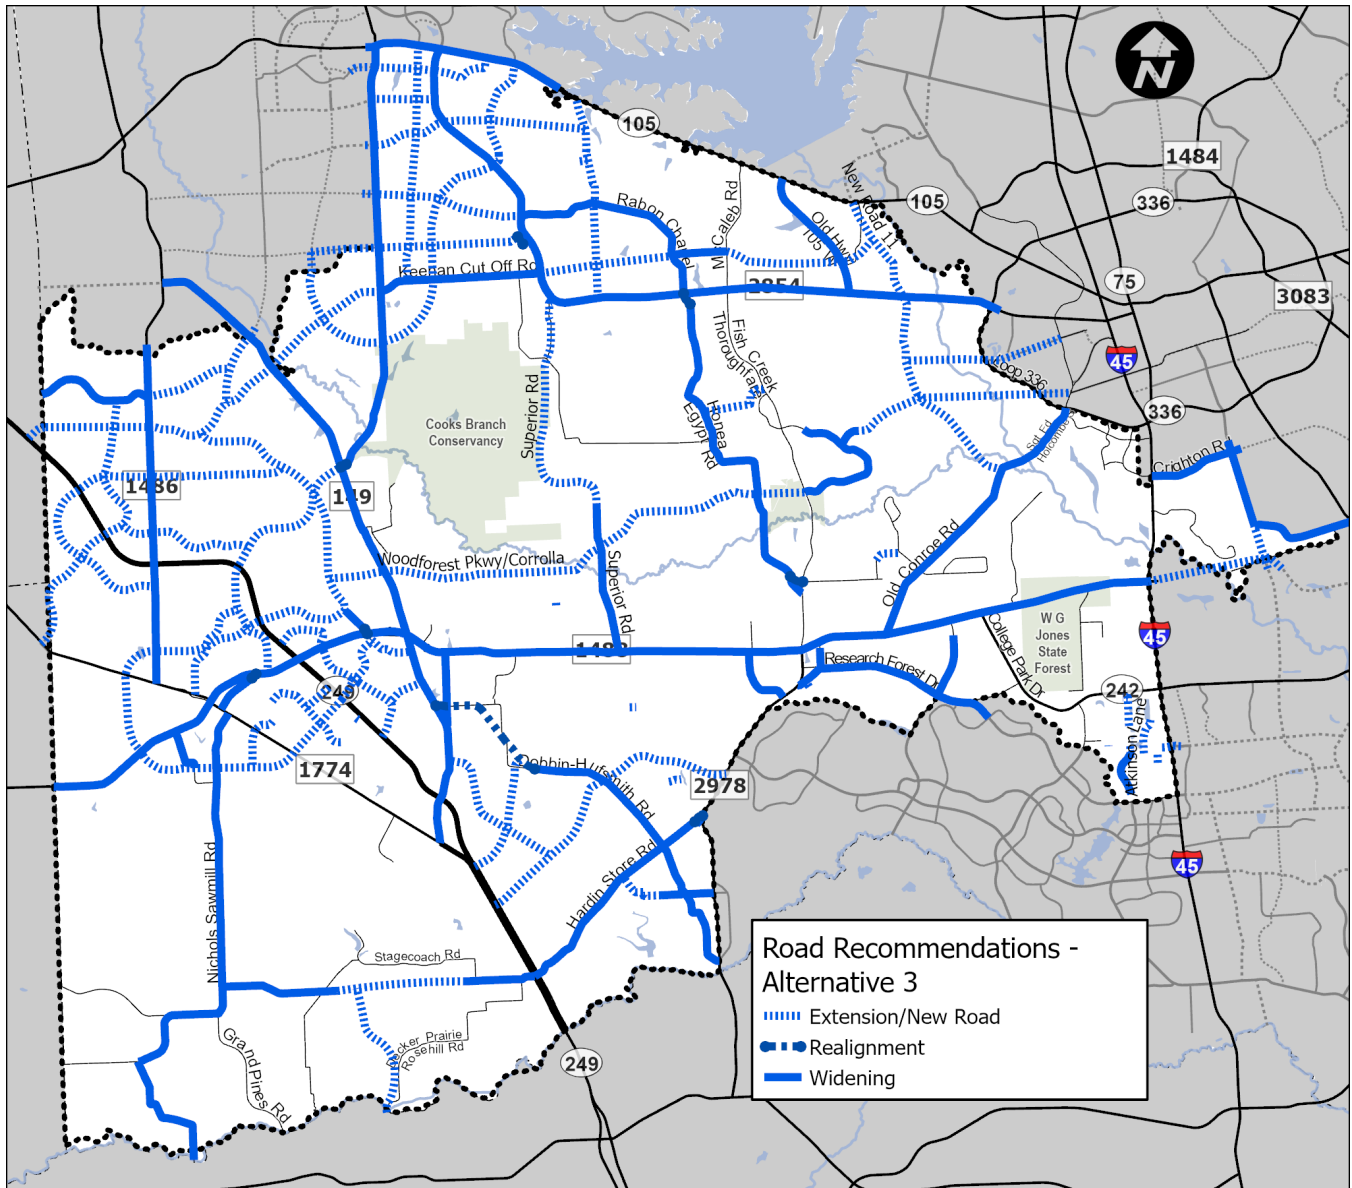 N
105
1484
New Road 11
105
336
Rabon Chapel
McCaleb Rd
Old Hwy
105 W
Keenan Cut Off Rd
2854
75
3083
Fish Creek
Thoroughfare
45
Loop 336
336
Superior Rd
Cooks Branch
Conservancy
Honea
Egypt Rd
Sgt Ed
Holcomb
Crighton Rd
1486
149
Woodforest Pkwy/Corrolla
Superior Rd
Old Conroe Rd
W G
Jones
State
Forest
College Park Dr
45
1488
Research Forest Dr
249
242
Atkinson Lane
1774
Dobbin-Hufsmith Rd
2978
45
Hardin Store Rd
Nichols Sawmill Rd
Stagecoach Rd
Decker Prairie
Rosehill Rd
Grand Pines Rd
249
Road Recommendations -
Alternative 3
Extension/New Road
Realignment
Widening